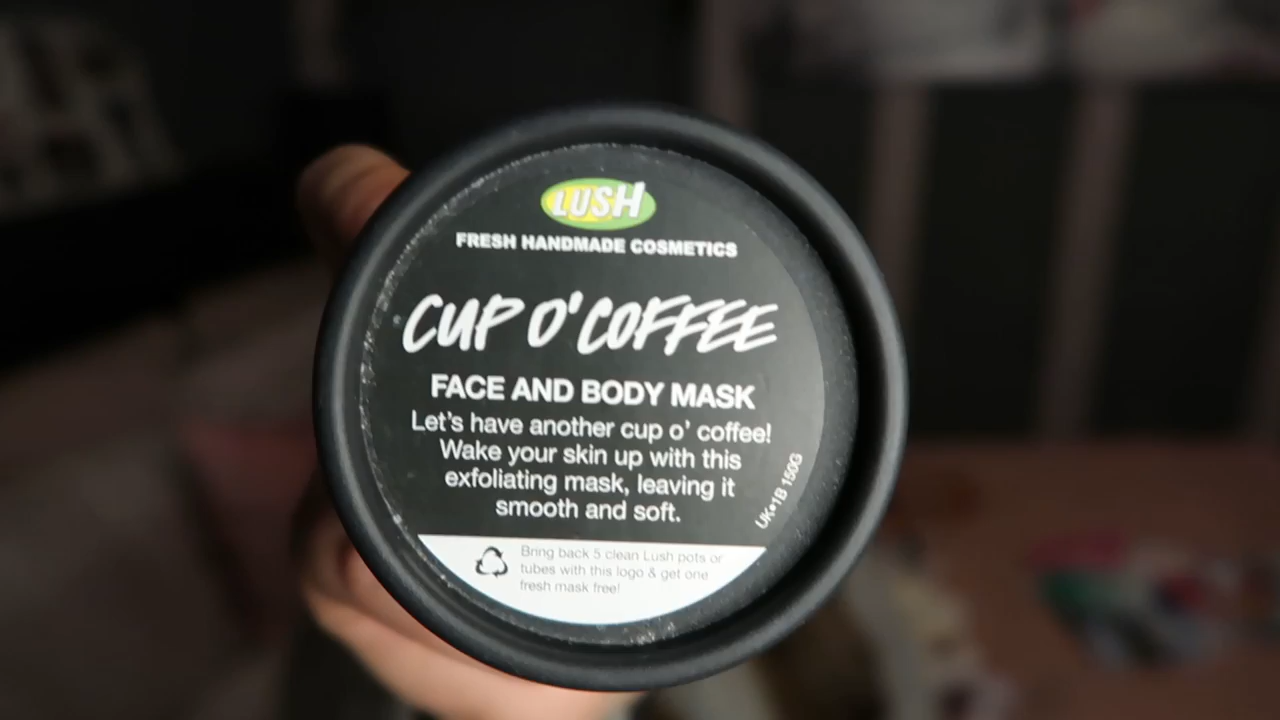 LUSH
FRESH HANDMADE COSMETICS
CUP O' COFFEE
FACE AND BODY MASK
Let's have another cup o' coffee!
Wake your skin up with this
exfoliating mask, leaving it
smooth and soft.
UK•1B 150G
Bring back 5 clean Lush pots or
tubes with this logo & get one
fresh mask free!